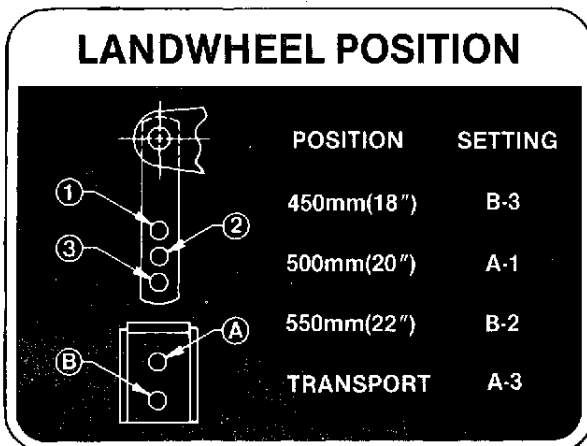 LANDWHEEL POSITION
POSITION SETTING
1
450mm(18″) B-3
2
3
500mm(20″) A-1
550mm(22″) B-2
A
B
TRANSPORT A-3